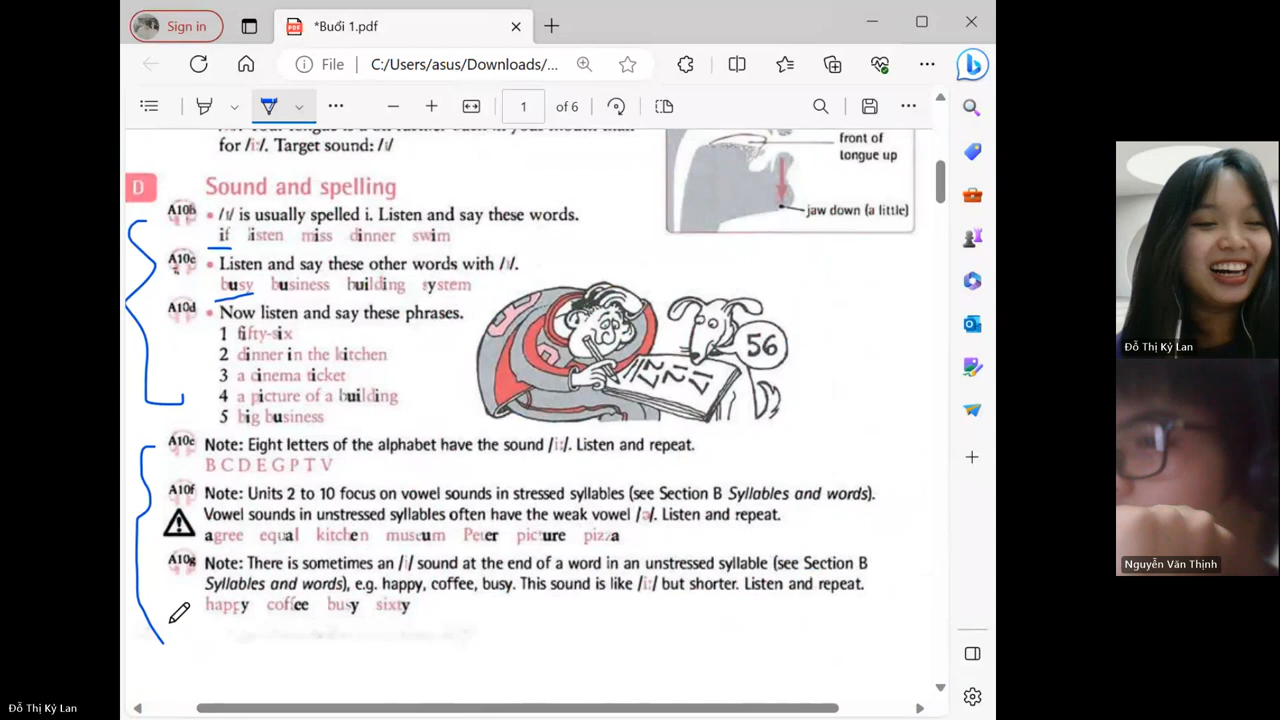 Sign in
*Buổi 1.pdf
File
C:/Users/asus/Downloads/...
1 of 6
for /iː/. Target sound: /ɪ/
front of
tongue up
jaw down (a little)
D Sound and spelling
A10b • /ɪ/ is usually spelled i. Listen and say these words.
if listen miss dinner swim
A10c • Listen and say these other words with /ɪ/.
busy business building system
A10d • Now listen and say these phrases.
1 fifty-six
2 dinner in the kitchen
3 a cinema ticket
4 a picture of a building
5 big business
56
17
12
27
A10e Note: Eight letters of the alphabet have the sound /iː/. Listen and repeat.
B C D E G P T V
A10f Note: Units 2 to 10 focus on vowel sounds in stressed syllables (see Section B Syllables and words).
Vowel sounds in unstressed syllables often have the weak vowel /ə/. Listen and repeat.
agree equal kitchen museum Peter picture pizza
A10g Note: There is sometimes an /i/ sound at the end of a word in an unstressed syllable (see Section B
Syllables and words), e.g. happy, coffee, busy. This sound is like /iː/ but shorter. Listen and repeat.
happy coffee busy sixty
Đỗ Thị Kỷ Lan
Nguyễn Văn Thịnh
Đỗ Thị Kỷ Lan